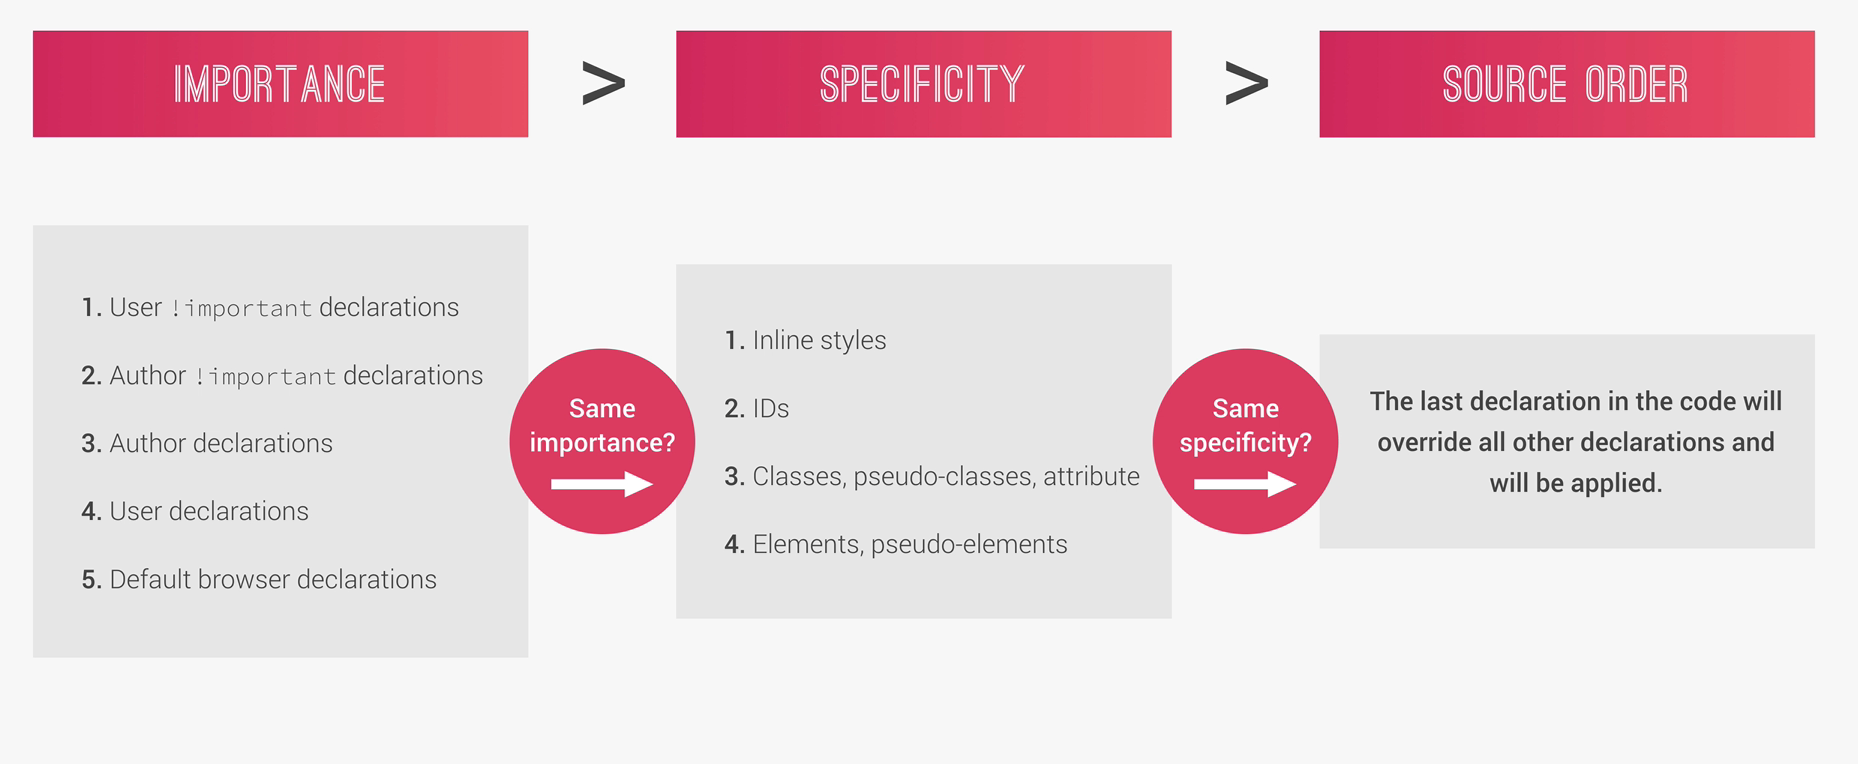 IMPORTANCE
>
SPECIFICITY
>
SOURCE ORDER
1. User !important declarations
2. Author !important declarations
3. Author declarations
4. User declarations
5. Default browser declarations
Same
importance?
1. Inline styles
2. IDs
3. Classes, pseudo-classes, attribute
4. Elements, pseudo-elements
Same
specificity?
The last declaration in the code will
override all other declarations and
will be applied.